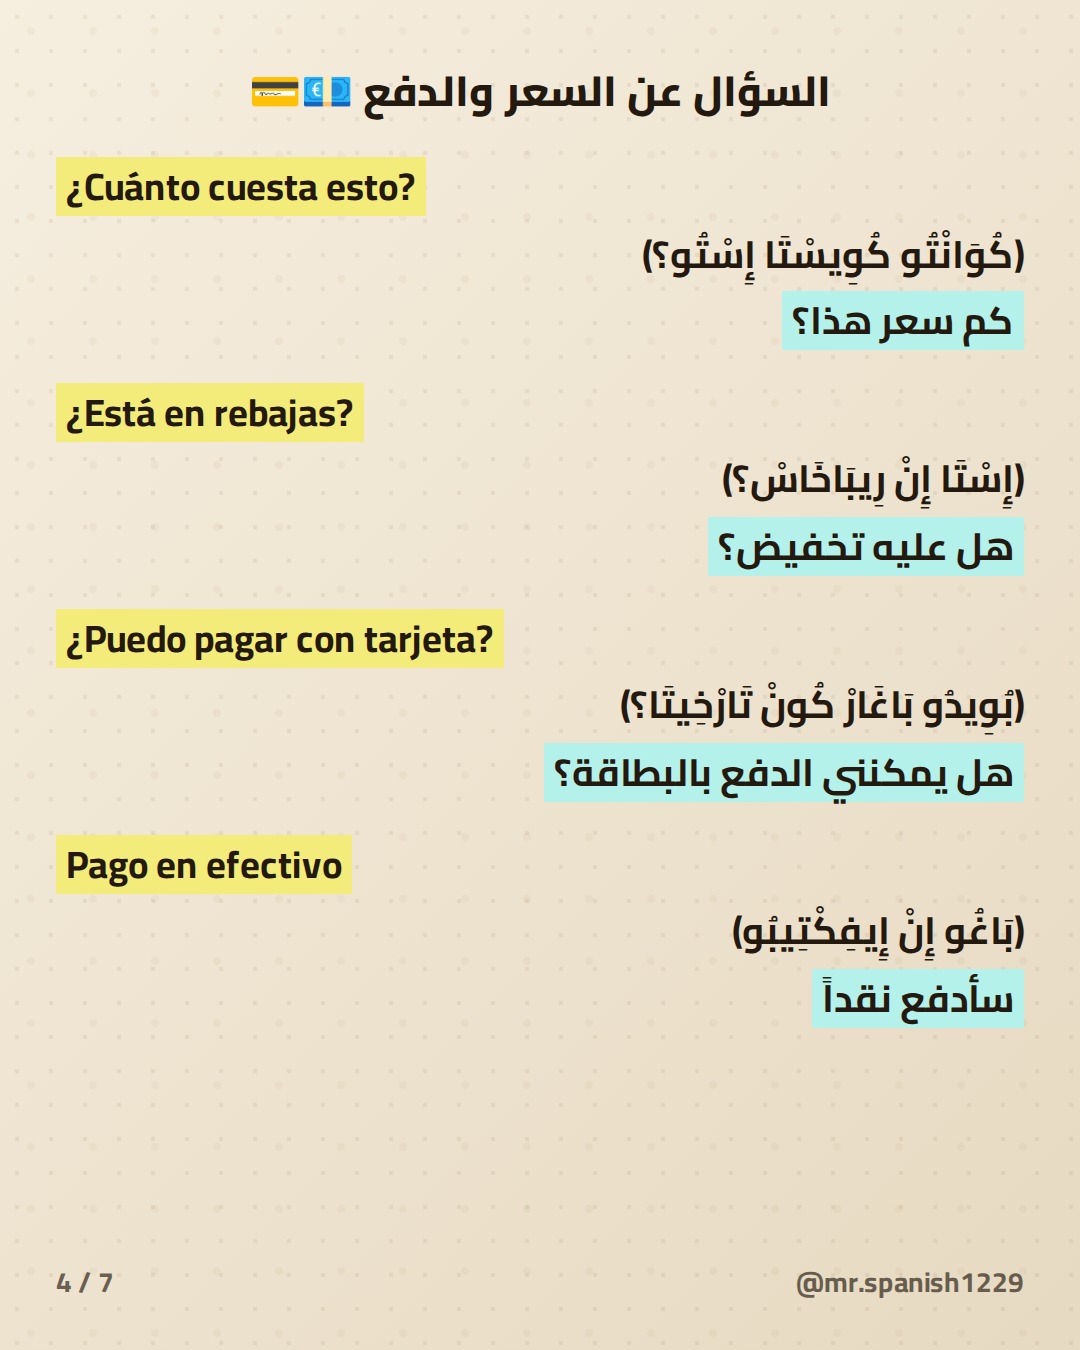 السؤال عن السعر والدفع 💶💳
¿Cuánto cuesta esto?
(كُوَانْتُو كُوِيسْتَا إِسْتُو؟)
كم سعر هذا؟
¿Está en rebajas?
(إِسْتَا إِنْ رِيبَاخَاسْ؟)
هل عليه تخفيض؟
¿Puedo pagar con tarjeta?
(بُوِيدُو بَاغَارْ كُونْ تَارْخِيتَا؟)
هل يمكنني الدفع بالبطاقة؟
Pago en efectivo
(بَاغُو إِنْ إِيفِكْتِيبُو)
سأدفع نقداً
4 / 7
@mr.spanish1229